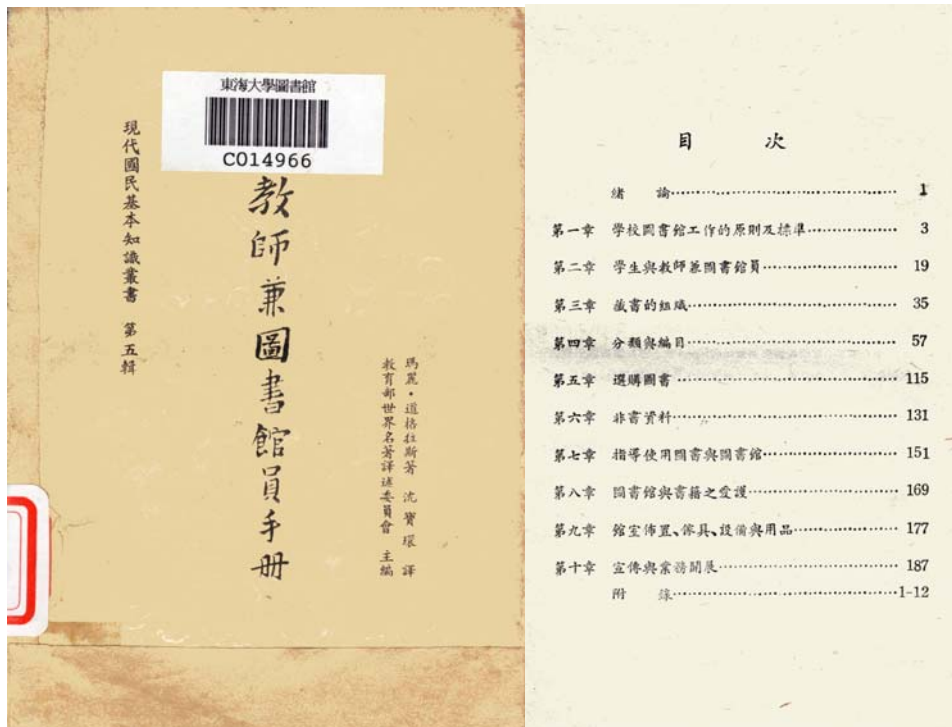 東海大學圖書館
C014966
現代國民基本知識叢書 第五輯
教師兼圖書館員手册
瑪麗·道格拉斯著 沈寶環 譯
教育部世界名著譯述委員會 主編
目 次
緒 論 1
第一章 學校圖書館工作的原則及標準 3
第二章 學生與教師兼圖書館員 19
第三章 藏書的組織 35
第四章 分類與編目 57
第五章 選購圖書 115
第六章 非書資料 131
第七章 指導使用圖書與圖書館 151
第八章 圖書館與書籍之愛護 169
第九章 館室佈置、傢具、設備與用品 177
第十章 宣傳與業務開展 187
附 錄 1-12